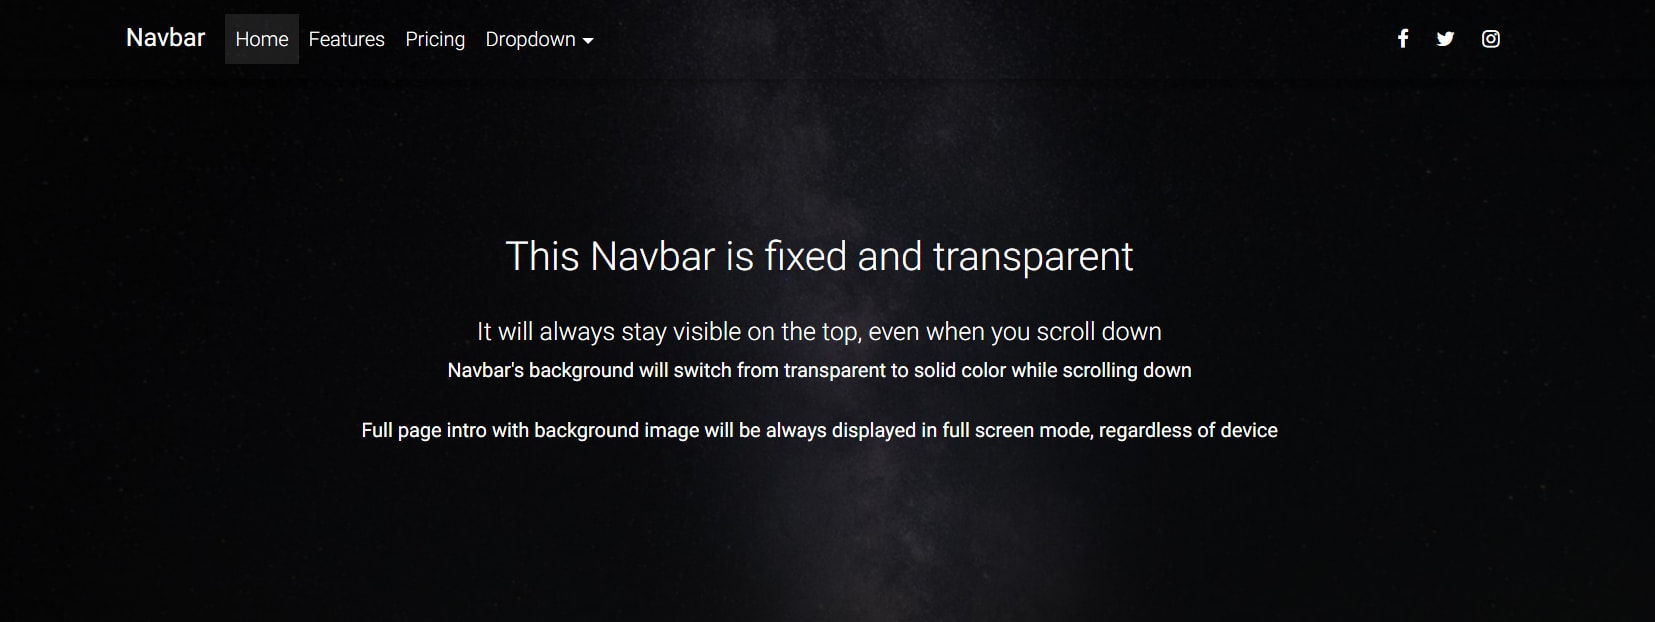 Navbar Home Features Pricing Dropdown
This Navbar is fixed and transparent
It will always stay visible on the top, even when you scroll down
Navbar's background will switch from transparent to solid color while scrolling down
Full page intro with background image will be always displayed in full screen mode, regardless of device